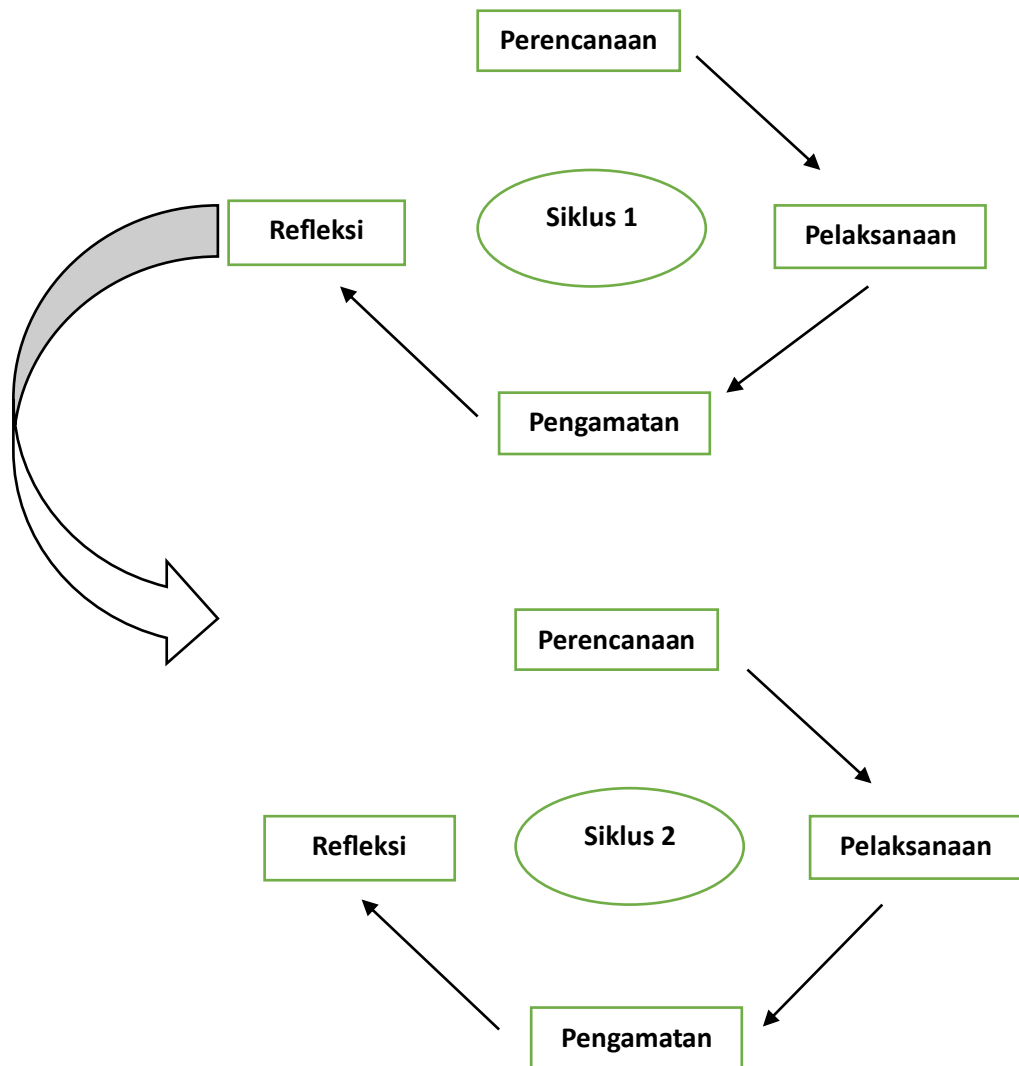 Perencanaan
Refleksi
Siklus 1
Pelaksanaan
Pengamatan
Perencanaan
Refleksi
Siklus 2
Pelaksanaan
Pengamatan